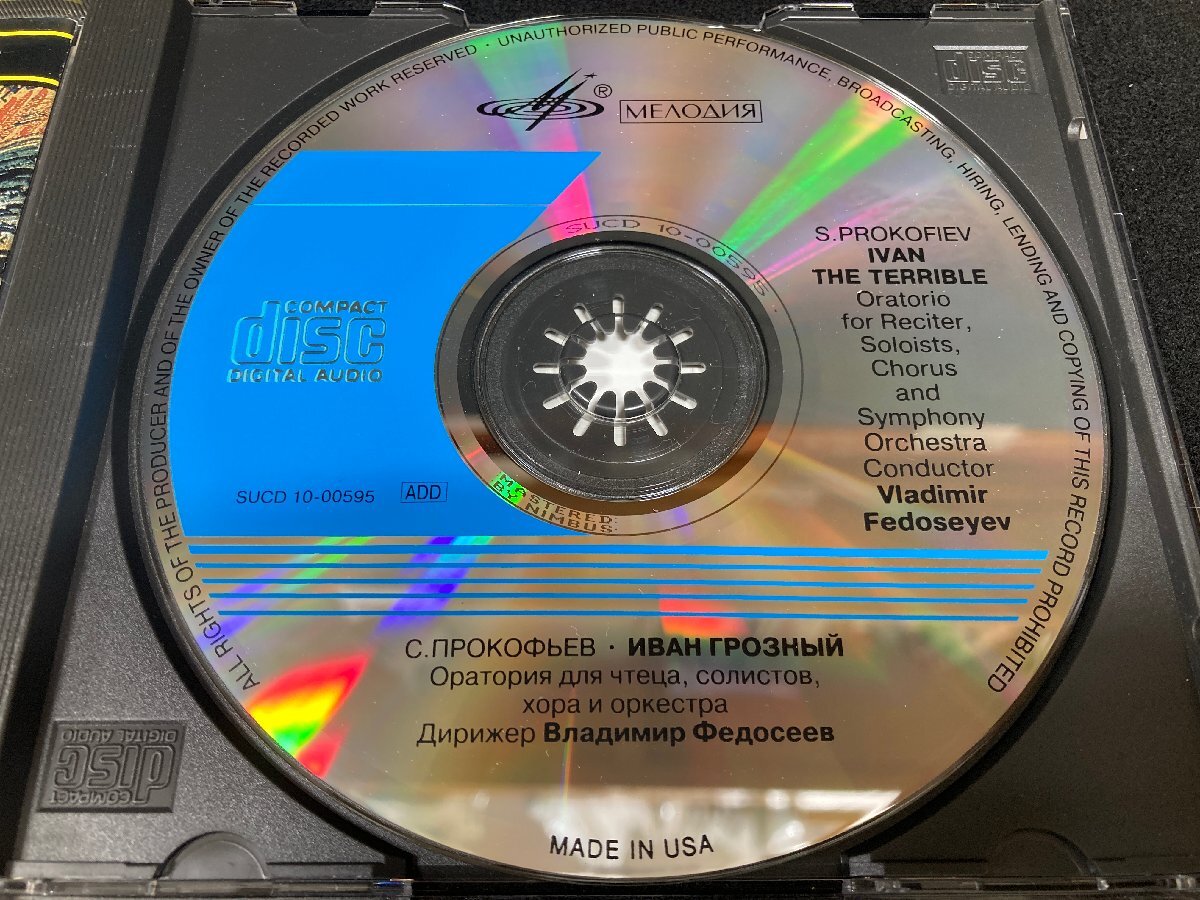 ALL RIGHTS OF THE PRODUCER AND OF THE OWNER OF THE RECORDED WORK RESERVED · UNAUTHORIZED PUBLIC PERFORMANCE, BROADCASTING, HIRING, LENDING AND COPYING OF THIS RECORD PROHIBITED
® МЕЛОДИЯ
COMPACT
disc
DIGITAL AUDIO
SUCD 10-00595
S.PROKOFIEV
IVAN
THE TERRIBLE
Oratorio
for Reciter,
Soloists,
Chorus
and
Symphony
Orchestra
Conductor
Vladimir
Fedoseyev
COMPACT
disc
DIGITAL AUDIO
SUCD 10-00595 ADD
MASTERED
BY NIMBUS
С.ПРОКОФЬЕВ · ИВАН ГРОЗНЫЙ
Оратория для чтеца, солистов,
хора и оркестра
Дирижер Владимир Федосеев
COMPACT
disc
DIGITAL AUDIO
MADE IN USA